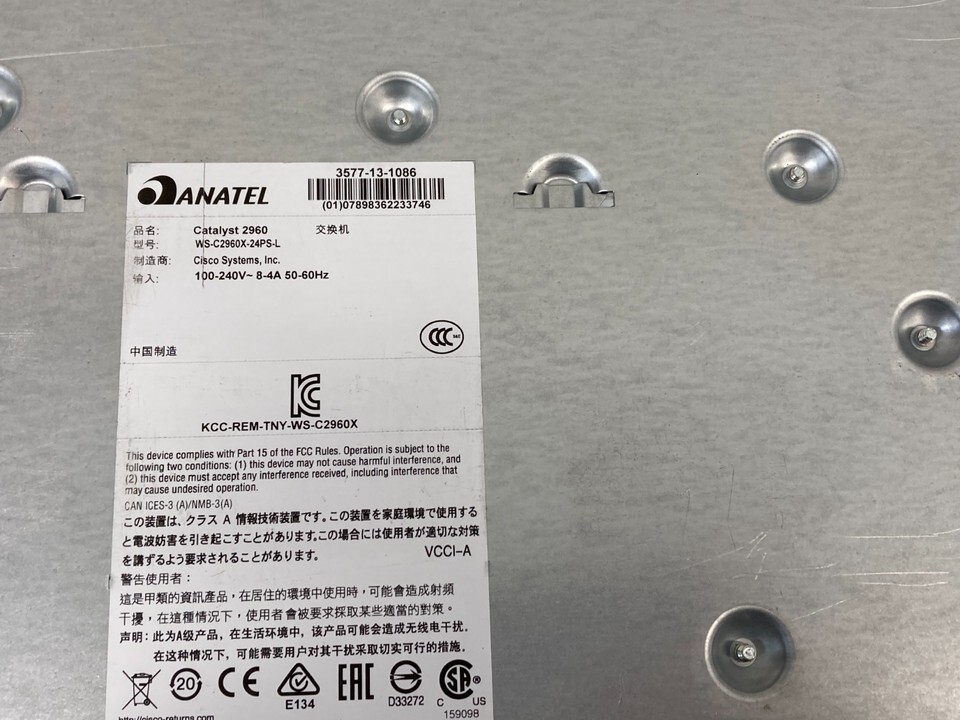 ANATEL
3577-13-1086
(01)07898362233746
品名: Catalyst 2960 交换机
型号: WS-C2960X-24PS-L
制造商: Cisco Systems, Inc.
输入: 100-240V~ 8-4A 50-60Hz
中国制造
CCC
KC
KCC-REM-TNY-WS-C2960X
This device complies with Part 15 of the FCC Rules. Operation is subject to the
following two conditions: (1) this device may not cause harmful interference, and
(2) this device must accept any interference received, including interference that
may cause undesired operation.
CAN ICES-3 (A)/NMB-3(A)
この装置は、クラス A 情報技術装置です。この装置を家庭環境で使用する
と電波妨害を引き起こすことがあります。この場合には使用者が適切な対策
を講ずるよう要求されることがあります。 VCCI-A
警告使用者：
這是甲類的資訊產品，在居住的環境中使用時，可能會造成射頻
干擾，在這種情況下，使用者會被要求採取某些適當的對策。
声明：此为A级产品，在生活环境中，该产品可能会造成无线电干扰。
在这种情况下，可能需要用户对其干扰采取切实可行的措施。
20 CE E134 EAC D33272 C SA ® US
159098
http://cisco-returns.com